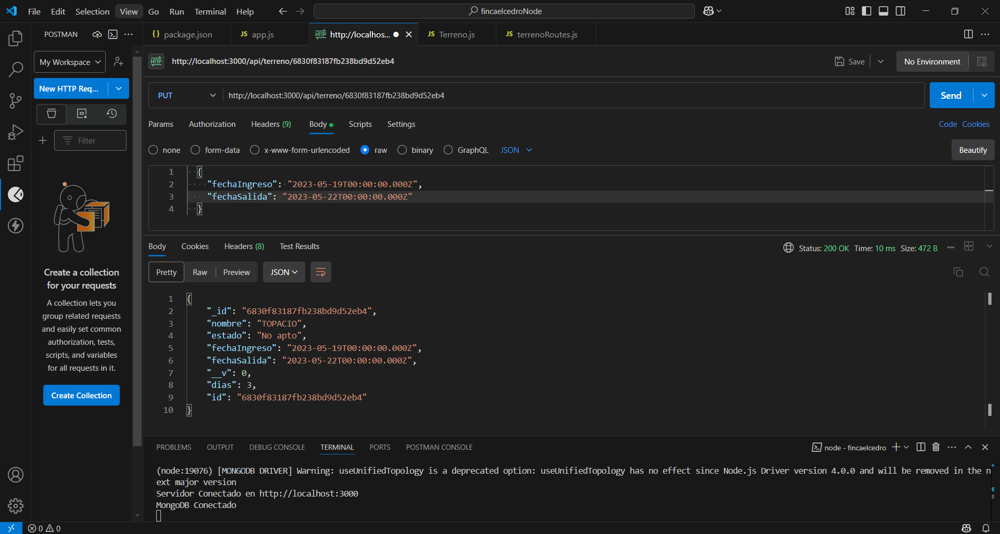 File Edit Selection View Go Run Terminal Help
fincaelcedroNode
POSTMAN
{} package.json
JS app.js
HTTP http://localhos...
JS Terreno.js
JS terrenoRoutes.js
My Workspace
HTTP http://localhost:3000/api/terreno/6830f83187fb238bd9d52eb4
Save
No Environment
New HTTP Req...
PUT http://localhost:3000/api/terreno/6830f83187fb238bd9d52eb4
Send
Params Authorization Headers (9) Body Scripts Settings
Code Cookies
Filter
none form-data x-www-form-urlencoded raw binary GraphQL JSON
Beautify
1 {
2 "fechaIngreso": "2023-05-19T00:00:00.000Z",
3 "fechaSalida": "2023-05-22T00:00:00.000Z"
4 }
Create a collection
for your requests
A collection lets you
group related requests
and easily set common
authorization, tests,
scripts, and variables
for all requests in it.
Create Collection
Body Cookies Headers (8) Test Results
Status: 200 OK Time: 10 ms Size: 472 B
Pretty Raw Preview JSON
1 {
2 "_id": "6830f83187fb238bd9d52eb4",
3 "nombre": "TOPACIO",
4 "estado": "No apto",
5 "fechaIngreso": "2023-05-19T00:00:00.000Z",
6 "fechaSalida": "2023-05-22T00:00:00.000Z",
7 "__v": 0,
8 "dias": 3,
9 "id": "6830f83187fb238bd9d52eb4"
10 }
PROBLEMS OUTPUT DEBUG CONSOLE TERMINAL PORTS POSTMAN CONSOLE
node - fincaelcedro
(node:19076) [MONGODB DRIVER] Warning: useUnifiedTopology is a deprecated option: useUnifiedTopology has no effect since Node.js Driver version 4.0.0 and will be removed in the n
ext major version
Servidor Conectado en http://localhost:3000
MongoDB Conectado
0 0